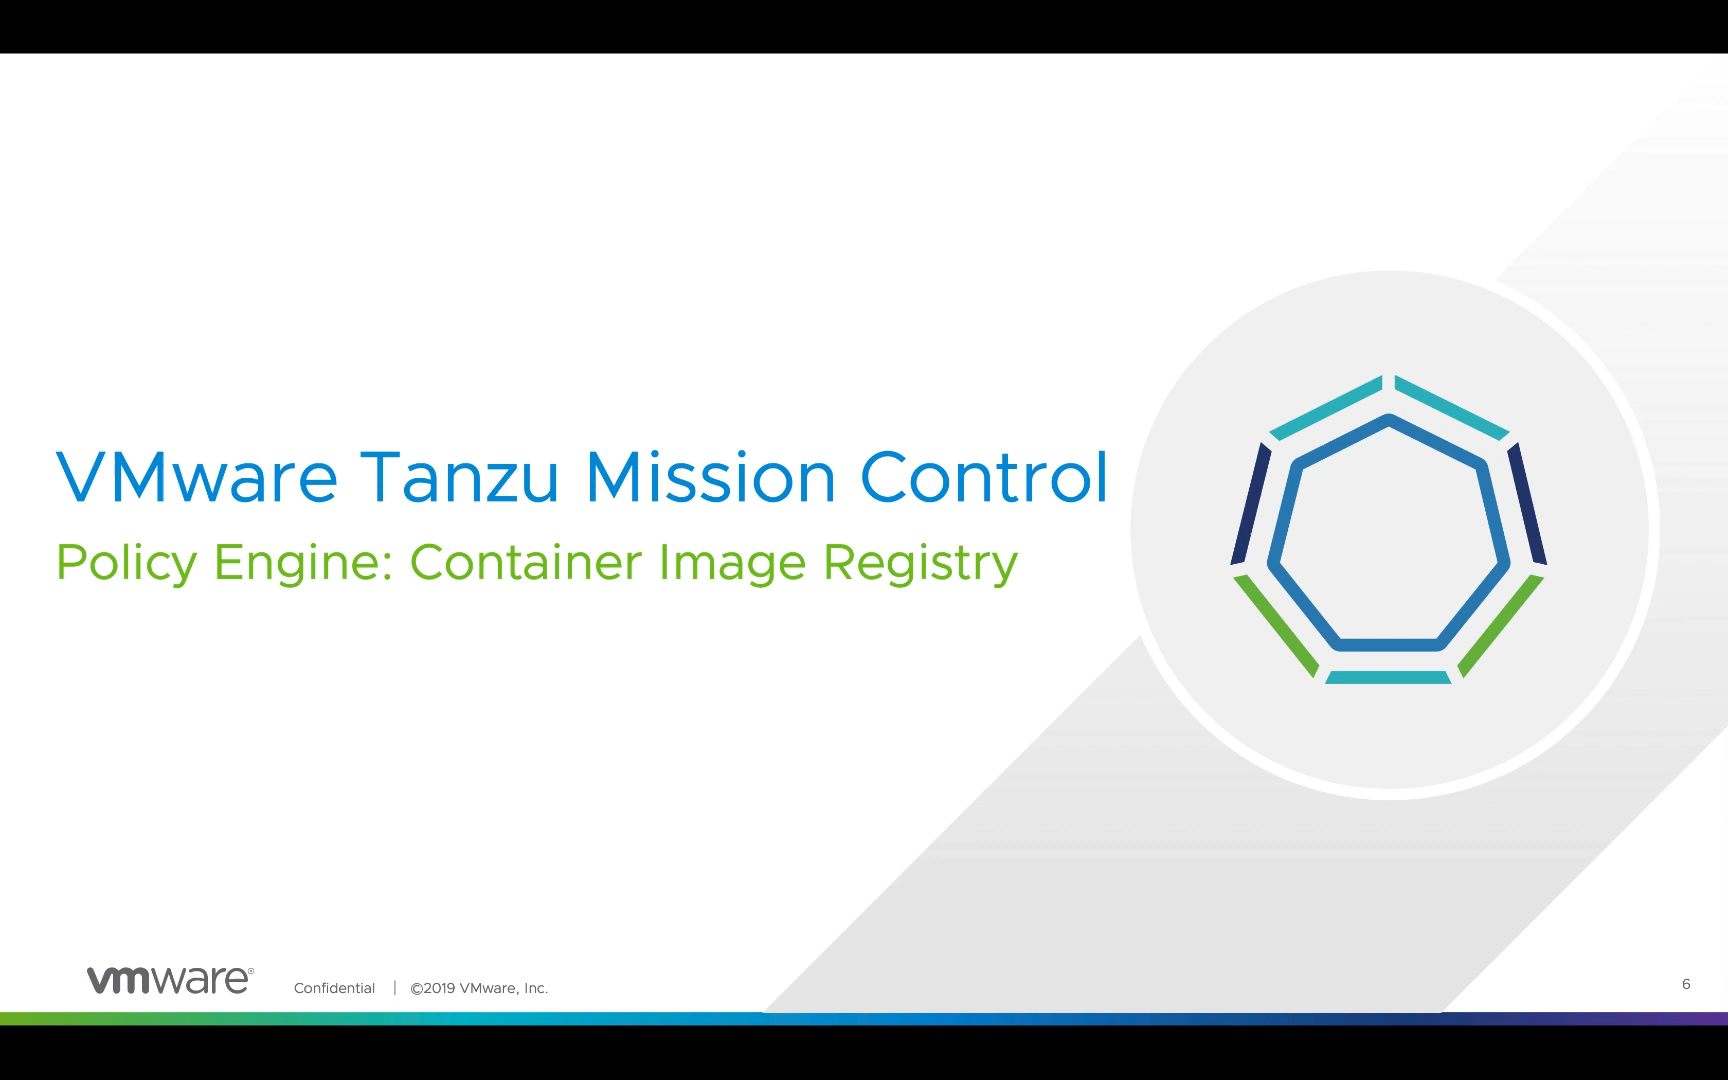 VMware Tanzu Mission Control
Policy Engine: Container Image Registry
vmware®
Confidential | ©2019 VMware, Inc.
6